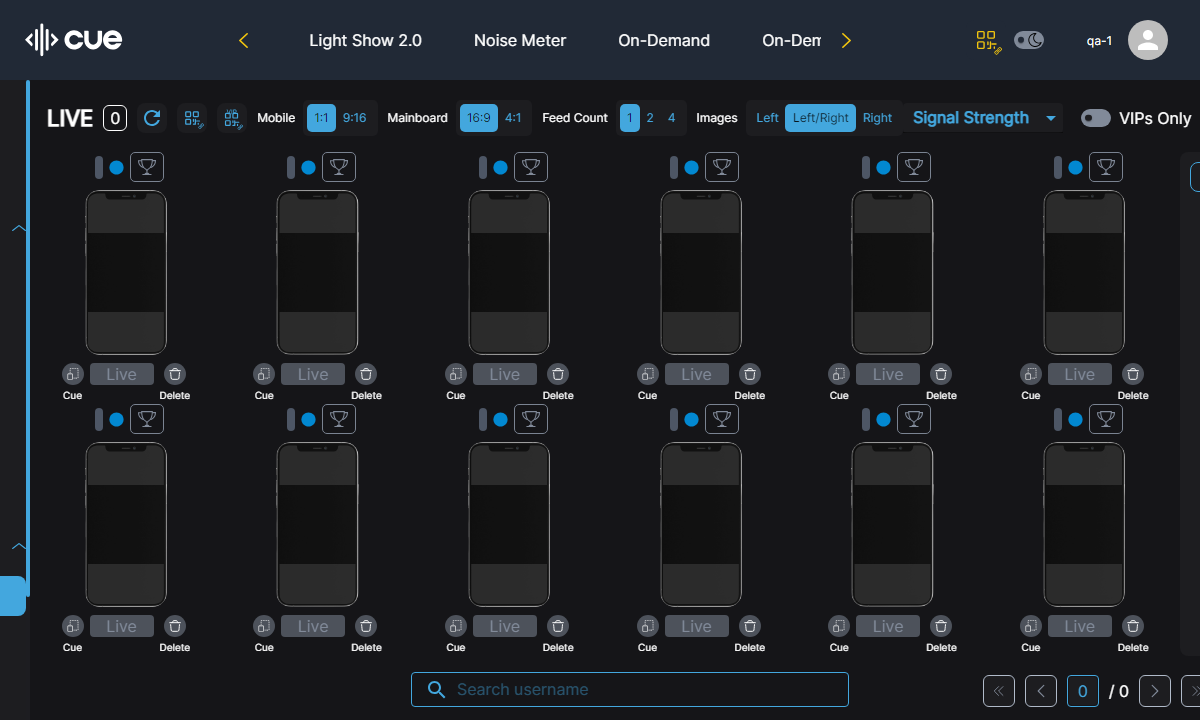 cue
Light Show 2.0 Noise Meter On-Demand On-Dem
qa-1
LIVE 0 Mobile 1:1 9:16 Mainboard 16:9 4:1 Feed Count 1 2 4 Images Left Left/Right Right Signal Strength VIPs Only
Live Live Live Live Live Live
Cue Delete Cue Delete Cue Delete Cue Delete Cue Delete Cue Delete
Live Live Live Live Live Live
Cue Delete Cue Delete Cue Delete Cue Delete Cue Delete Cue Delete
Search username
0 / 0